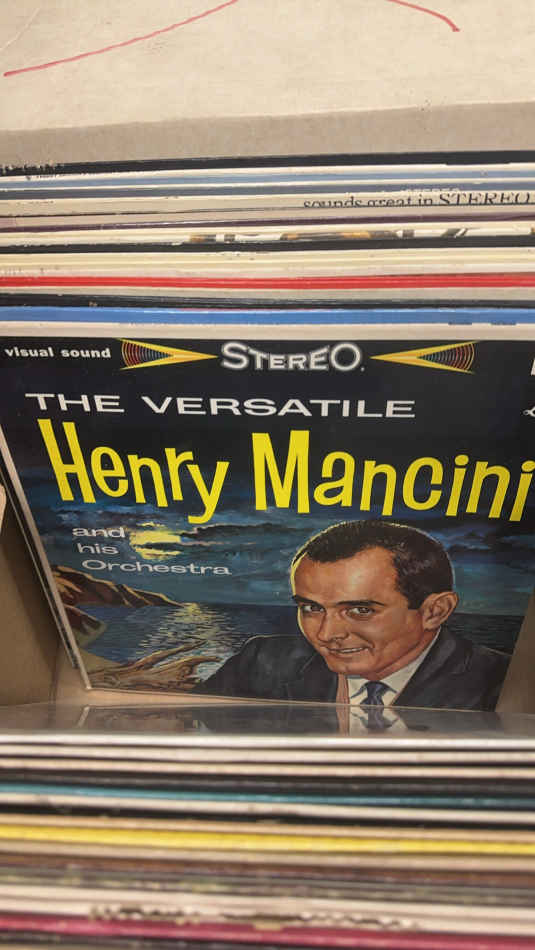 sounds great in STEREO
visual sound
STEREO.
THE VERSATILE
Henry Mancini
and
his
Orchestra